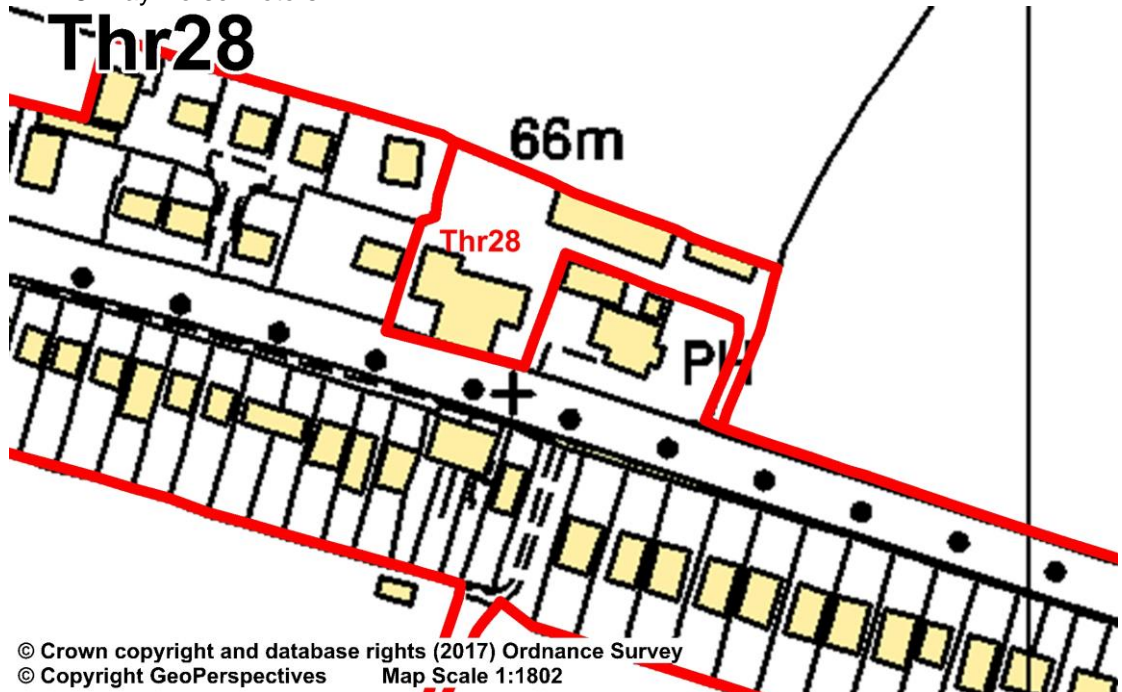 Thr28
66m
Thr28
PH
© Crown copyright and database rights (2017) Ordnance Survey
© Copyright GeoPerspectives Map Scale 1:1802